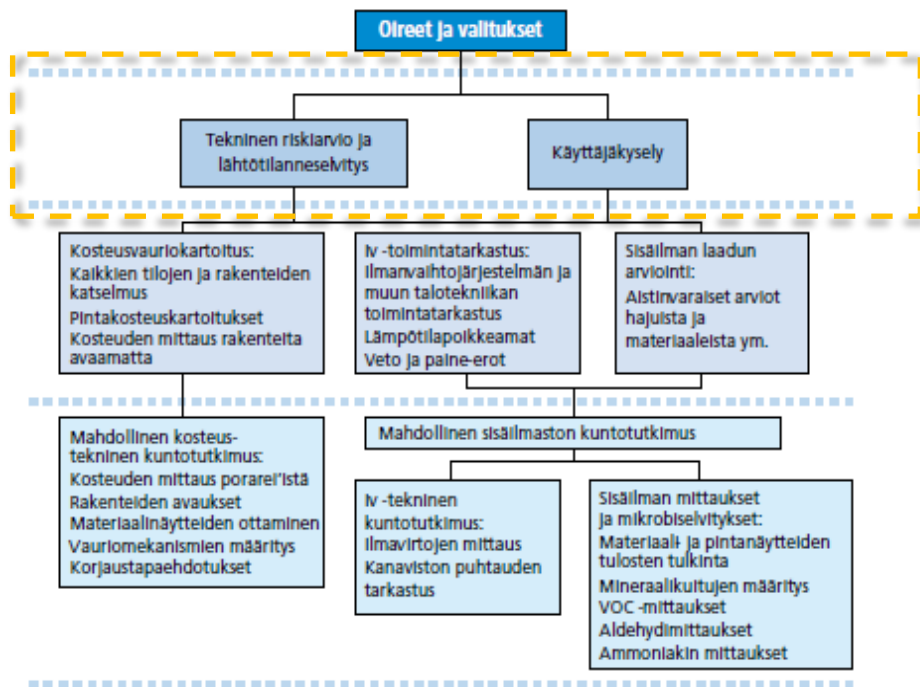 Oireet ja valitukset
Tekninen riskiarvio ja
lähtötilanneselvitys
Käyttäjäkysely
Kosteusvauriokartoitus:
Kaikkien tilojen ja rakenteiden
katselmus
Pintakosteuskartoitukset
Kosteuden mittaus rakenteita
avaamatta
Iv -toimintatarkastus:
Ilmanvaihtojärjestelmän ja
muun talotekniikan
toimintatarkastus
Lämpötilapoikkeamat
Veto ja paine-erot
Sisäilman laadun
arviointi:
Aistinvaraiset arviot
hajuista ja
materiaaleista ym.
Mahdollinen kosteus-
tekninen kuntotutkimus:
Kosteuden mittaus porarei'istä
Rakenteiden avaukset
Materiaalinäytteiden ottaminen
Vauriomekanismien määritys
Korjaustapaehdotukset
Mahdollinen sisäilmaston kuntotutkimus
Iv -tekninen
kuntotutkimus:
Ilmavirtojen mittaus
Kanaviston puhtauden
tarkastus
Sisäilman mittaukset
ja mikrobiselvitykset:
Materiaali- ja pintanäytteiden
tulosten tulkinta
Mineraalikuitujen määritys
VOC -mittaukset
Aldehydimittaukset
Ammoniakin mittaukset